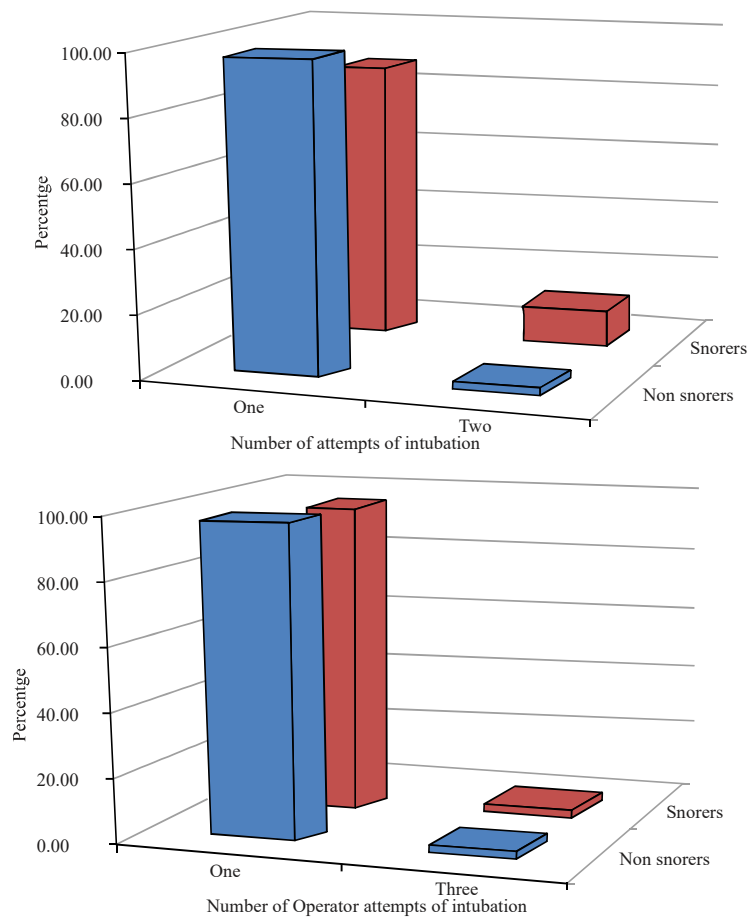 100.00
80.00
60.00
40.00
20.00
0.00
Percentge
One
Two
Snorers
Non snorers
Number of attempts of intubation
100.00
80.00
60.00
40.00
20.00
0.00
Percentge
One
Three
Snorers
Non snorers
Number of Operator attempts of intubation